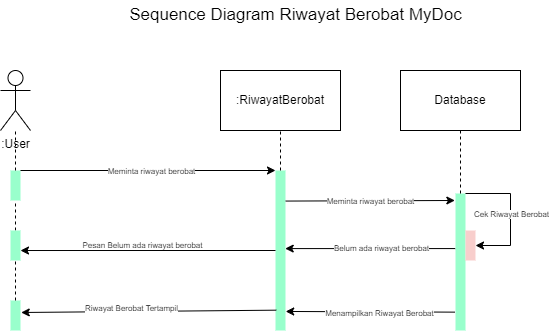 Sequence Diagram Riwayat Berobat MyDoc
:User
:RiwayatBerobat
Database
Meminta riwayat berobat
Meminta riwayat berobat
Cek Riwayat Berobat
Pesan Belum ada riwayat berobat
Belum ada riwayat berobat
Riwayat Berobat Tertampil
Menampilkan Riwayat Berobat